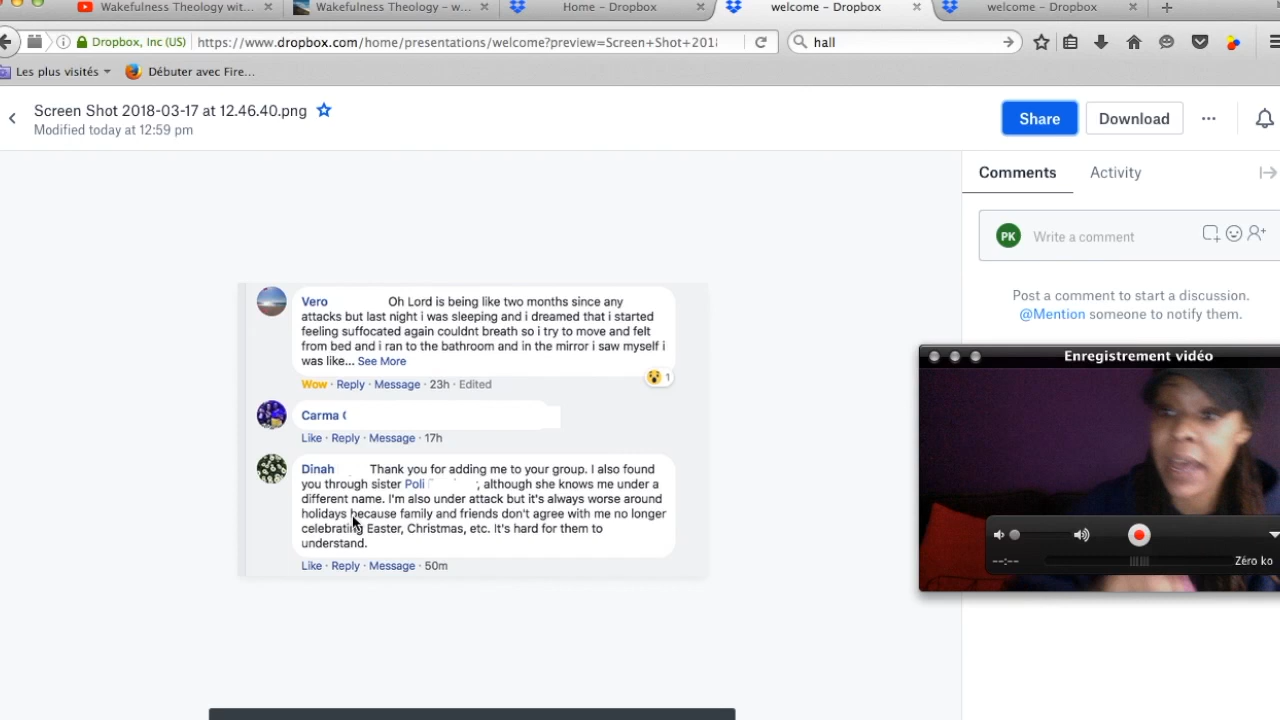 Wakefulness Theology wit... Wakefulness Theology - w... Home - Dropbox welcome - Dropbox welcome - Dropbox
Dropbox, Inc (US) https://www.dropbox.com/home/presentations/welcome?preview=Screen+Shot+2018 hall
Les plus visités Débuter avec Fire...
Screen Shot 2018-03-17 at 12.46.40.png
Modified today at 12:59 pm
Share Download
Comments Activity
PK Write a comment
Post a comment to start a discussion.
@Mention someone to notify them.
Vero Oh Lord is being like two months since any
attacks but last night i was sleeping and i dreamed that i started
feeling suffocated again couldnt breath so i try to move and felt
from bed and i ran to the bathroom and in the mirror i saw myself i
was like... See More
Wow · Reply · Message · 23h · Edited
1
Carma
Like · Reply · Message · 17h
Dinah Thank you for adding me to your group. I also found
you through sister Poli , although she knows me under a
different name. I'm also under attack but it's always worse around
holidays because family and friends don't agree with me no longer
celebrating Easter, Christmas, etc. It's hard for them to
understand.
Like · Reply · Message · 50m
Enregistrement vidéo
--:-- Zéro ko